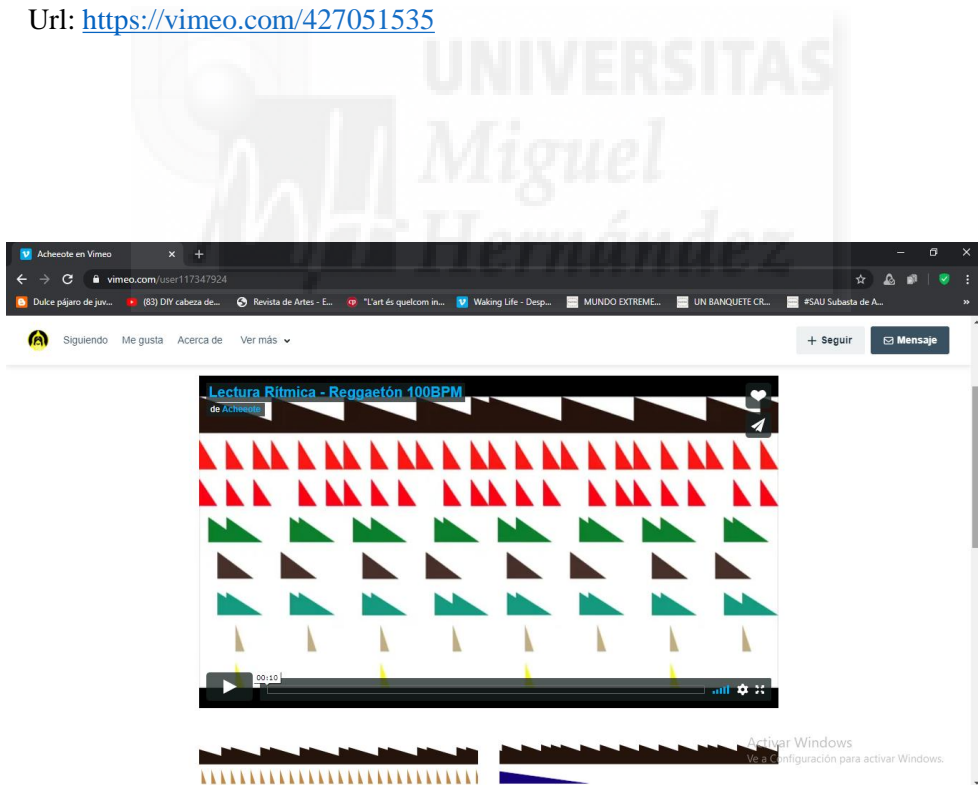 Url: https://vimeo.com/427051535
UNIVERSITAS
Miguel
Hernández
Acheeote en Vimeo
vimeo.com/user117347924
Dulce pájaro de juv... (83) DIY cabeza de... Revista de Artes - E... "L'art és quelcom in... Waking Life - Desp... MUNDO EXTREME... UN BANQUETE CR... #SAU Subasta de A... »
Siguiendo Me gusta Acerca de Ver más + Seguir Mensaje
Lectura Rítmica - Reggaetón 100BPM
de Acheeote
00:10
Activar Windows
Ve a Configuración para activar Windows.